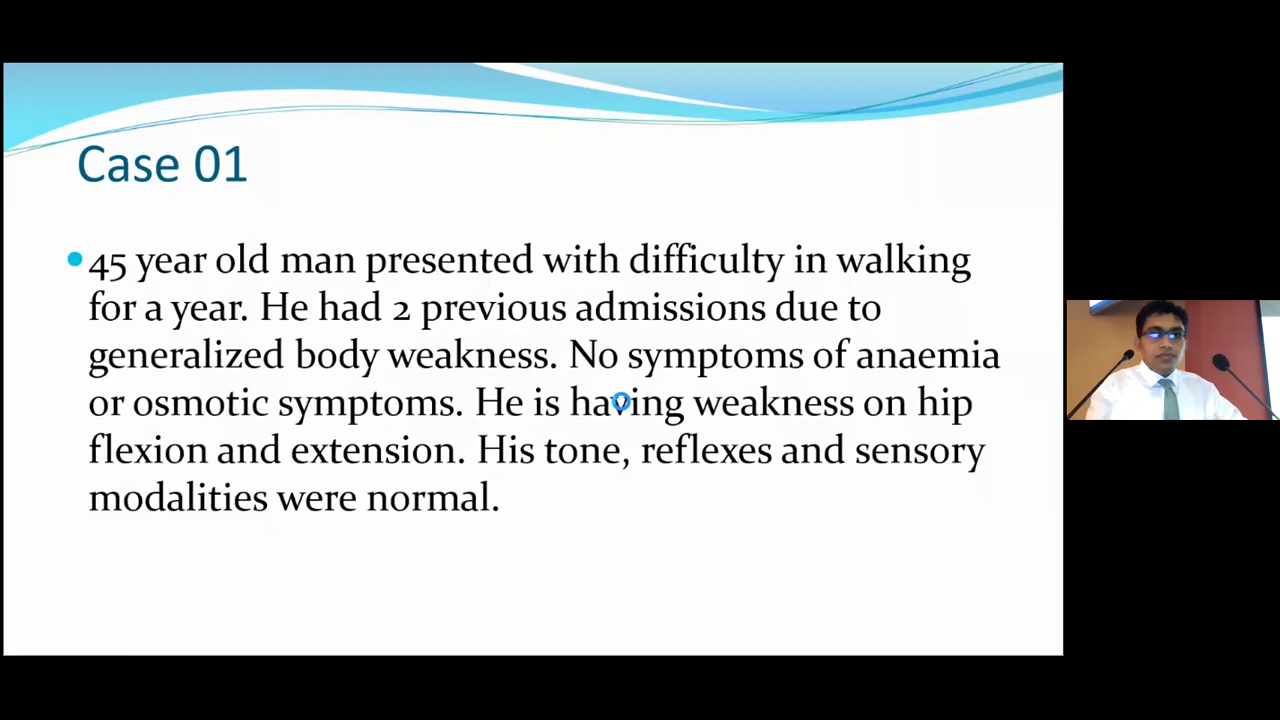 Case 01
45 year old man presented with difficulty in walking
for a year. He had 2 previous admissions due to
generalized body weakness. No symptoms of anaemia
or osmotic symptoms. He is having weakness on hip
flexion and extension. His tone, reflexes and sensory
modalities were normal.